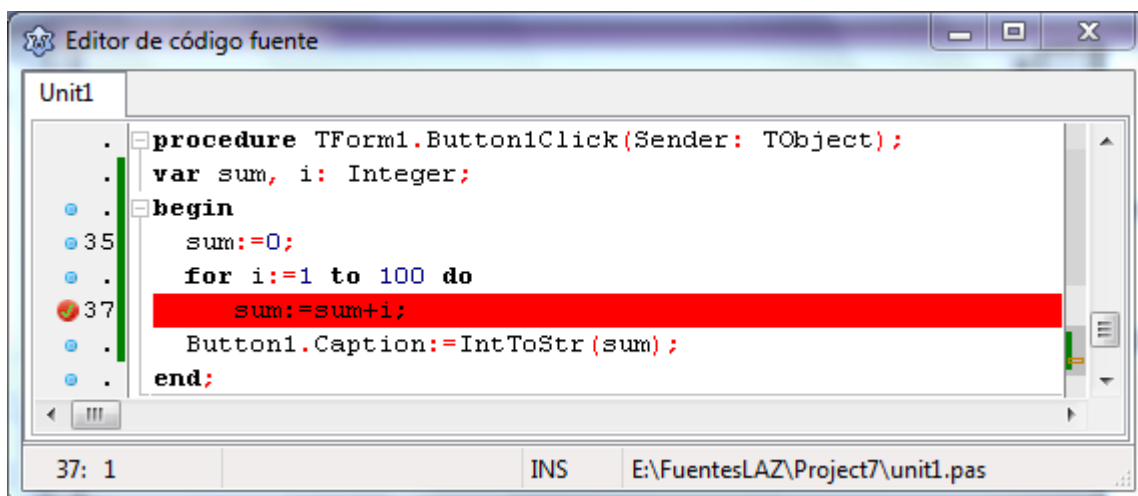 Editor de código fuente
Unit1
. procedure TForm1.Button1Click(Sender: TObject);
. var sum, i: Integer;
. begin
35 sum:=0;
. for i:=1 to 100 do
37 sum:=sum+i;
. Button1.Caption:=IntToStr(sum);
. end;
37: 1 INS E:\FuentesLAZ\Project7\unit1.pas